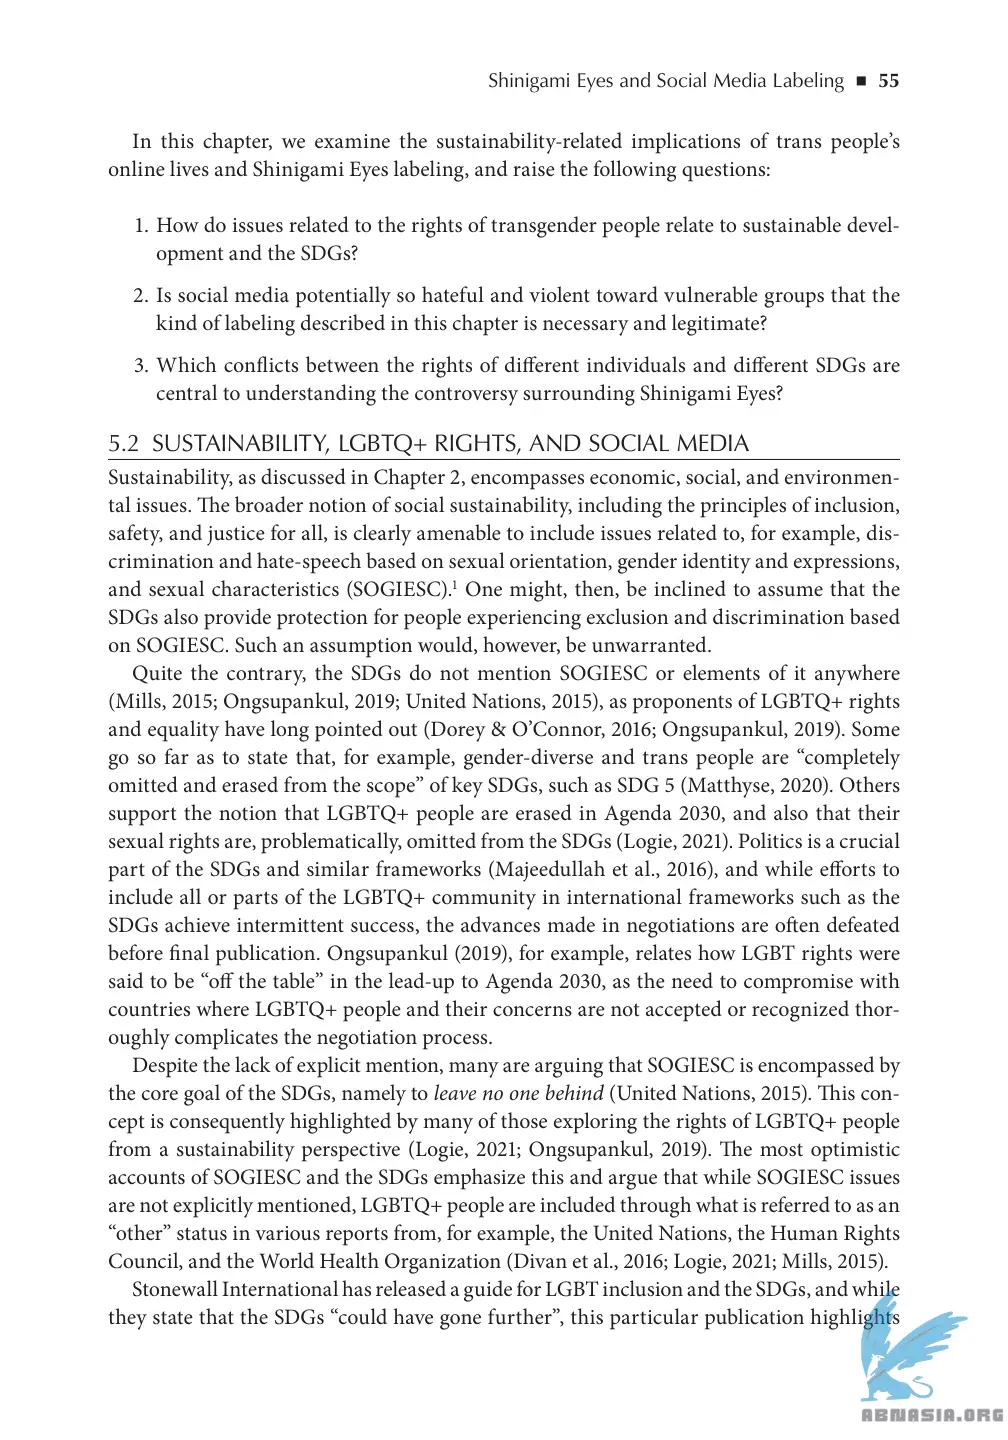 Shinigami Eyes and Social Media Labeling ■ 55
In this chapter, we examine the sustainability-related implications of trans people’s
online lives and Shinigami Eyes labeling, and raise the following questions:
1. How do issues related to the rights of transgender people relate to sustainable devel-
opment and the SDGs?
2. Is social media potentially so hateful and violent toward vulnerable groups that the
kind of labeling described in this chapter is necessary and legitimate?
3. Which conflicts between the rights of different individuals and different SDGs are
central to understanding the controversy surrounding Shinigami Eyes?
5.2 SUSTAINABILITY, LGBTQ+ RIGHTS, AND SOCIAL MEDIA
Sustainability, as discussed in Chapter 2, encompasses economic, social, and environmen-
tal issues. The broader notion of social sustainability, including the principles of inclusion,
safety, and justice for all, is clearly amenable to include issues related to, for example, dis-
crimination and hate-speech based on sexual orientation, gender identity and expressions,
and sexual characteristics (SOGIESC).1 One might, then, be inclined to assume that the
SDGs also provide protection for people experiencing exclusion and discrimination based
on SOGIESC. Such an assumption would, however, be unwarranted.
Quite the contrary, the SDGs do not mention SOGIESC or elements of it anywhere
(Mills, 2015; Ongsupankul, 2019; United Nations, 2015), as proponents of LGBTQ+ rights
and equality have long pointed out (Dorey & O’Connor, 2016; Ongsupankul, 2019). Some
go so far as to state that, for example, gender-diverse and trans people are “completely
omitted and erased from the scope” of key SDGs, such as SDG 5 (Matthyse, 2020). Others
support the notion that LGBTQ+ people are erased in Agenda 2030, and also that their
sexual rights are, problematically, omitted from the SDGs (Logie, 2021). Politics is a crucial
part of the SDGs and similar frameworks (Majeedullah et al., 2016), and while efforts to
include all or parts of the LGBTQ+ community in international frameworks such as the
SDGs achieve intermittent success, the advances made in negotiations are often defeated
before final publication. Ongsupankul (2019), for example, relates how LGBT rights were
said to be “off the table” in the lead-up to Agenda 2030, as the need to compromise with
countries where LGBTQ+ people and their concerns are not accepted or recognized thor-
oughly complicates the negotiation process.
Despite the lack of explicit mention, many are arguing that SOGIESC is encompassed by
the core goal of the SDGs, namely to leave no one behind (United Nations, 2015). This con-
cept is consequently highlighted by many of those exploring the rights of LGBTQ+ people
from a sustainability perspective (Logie, 2021; Ongsupankul, 2019). The most optimistic
accounts of SOGIESC and the SDGs emphasize this and argue that while SOGIESC issues
are not explicitly mentioned, LGBTQ+ people are included through what is referred to as an
“other” status in various reports from, for example, the United Nations, the Human Rights
Council, and the World Health Organization (Divan et al., 2016; Logie, 2021; Mills, 2015).
Stonewall International has released a guide for LGBT inclusion and the SDGs, and while
they state that the SDGs “could have gone further”, this particular publication highlights
ABNASIA.ORG